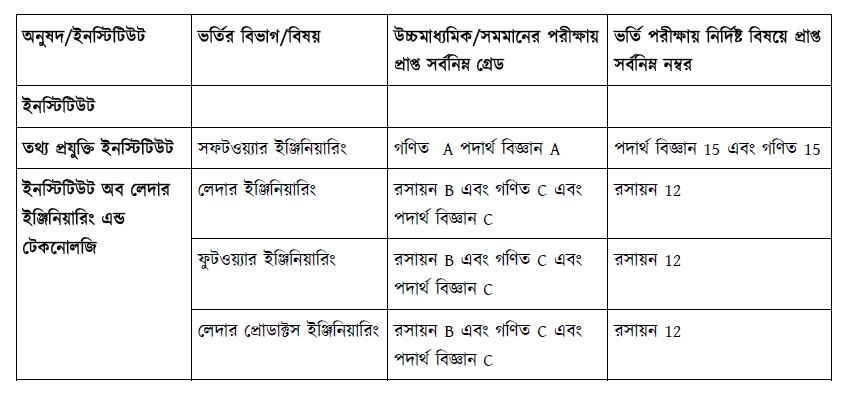 অনুষদ/ইনস্টিটিউট
ভর্তির বিভাগ/বিষয়
উচ্চমাধ্যমিক/সমমানের পরীক্ষায়
প্রাপ্ত সর্বনিম্ন গ্রেড
ভর্তি পরীক্ষায় নির্দিষ্ট বিষয়ে প্রাপ্ত
সর্বনিম্ন নম্বর
ইনস্টিটিউট
তথ্য প্রযুক্তি ইনস্টিটিউট
সফটওয়্যার ইঞ্জিনিয়ারিং
গণিত A পদার্থ বিজ্ঞান A
পদার্থ বিজ্ঞান 15 এবং গণিত 15
ইনস্টিটিউট অব লেদার
ইঞ্জিনিয়ারিং এন্ড
টেকনোলজি
লেদার ইঞ্জিনিয়ারিং
রসায়ন B এবং গণিত C এবং
পদার্থ বিজ্ঞান C
রসায়ন 12
ফুটওয়্যার ইঞ্জিনিয়ারিং
রসায়ন B এবং গণিত C এবং
পদার্থ বিজ্ঞান C
রসায়ন 12
লেদার প্রোডাক্টস ইঞ্জিনিয়ারিং
রসায়ন B এবং গণিত C এবং
পদার্থ বিজ্ঞান C
রসায়ন 12